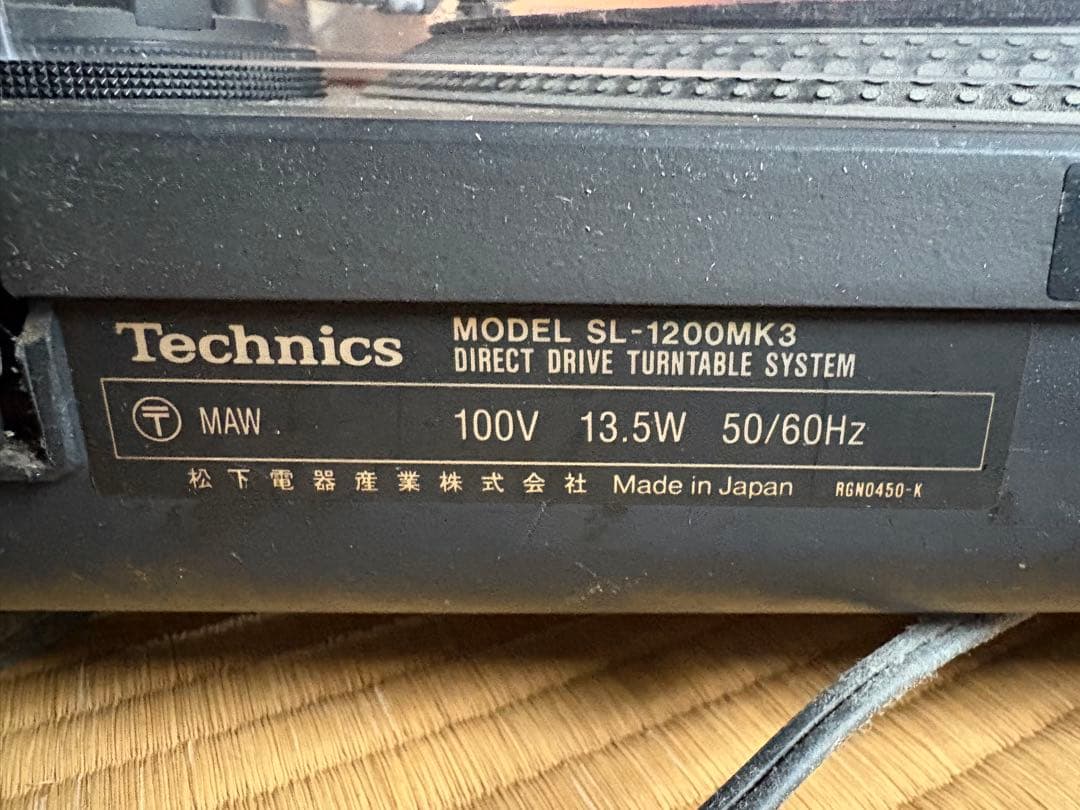 Technics MODEL SL-1200MK3
DIRECT DRIVE TURNTABLE SYSTEM
〒 MAW 100V 13.5W 50/60Hz
松下電器産業株式会社 Made in Japan RGN0450-K